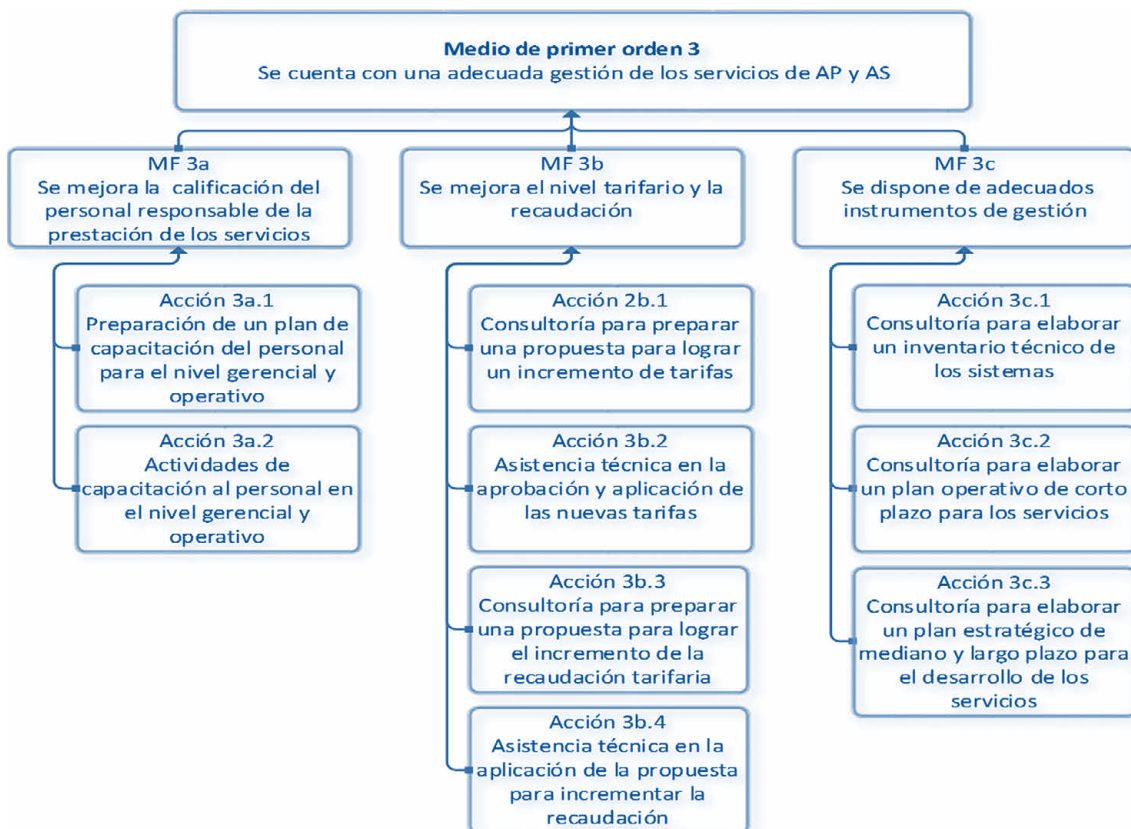 Medio de primer orden 3
Se cuenta con una adecuada gestión de los servicios de AP y AS
MF 3a
Se mejora la calificación del
personal responsable de la
prestación de los servicios
Acción 3a.1
Preparación de un plan de
capacitación del personal
para el nivel gerencial y
operativo
Acción 3a.2
Actividades de
capacitación al personal en
el nivel gerencial y
operativo
MF 3b
Se mejora el nivel tarifario y la
recaudación
Acción 2b.1
Consultoría para preparar
una propuesta para lograr
un incremento de tarifas
Acción 3b.2
Asistencia técnica en la
aprobación y aplicación de
las nuevas tarifas
Acción 3b.3
Consultoría para preparar
una propuesta para lograr
el incremento de la
recaudación tarifaria
Acción 3b.4
Asistencia técnica en la
aplicación de la propuesta
para incrementar la
recaudación
MF 3c
Se dispone de adecuados
instrumentos de gestión
Acción 3c.1
Consultoría para elaborar
un inventario técnico de
los sistemas
Acción 3c.2
Consultoría para elaborar
un plan operativo de corto
plazo para los servicios
Acción 3c.3
Consultoría para elaborar
un plan estratégico de
mediano y largo plazo para
el desarrollo de los
servicios